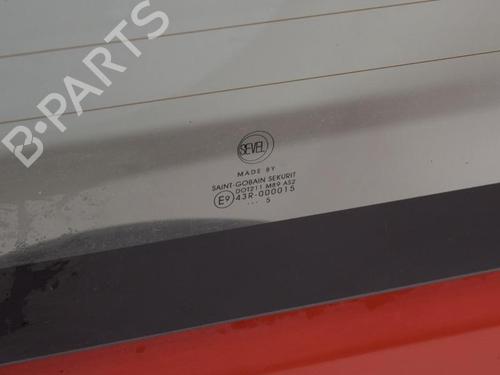 B-PARTS
SEVEL
MADE BY
SAINT-GOBAIN SEKURIT
DOT211 M89 AS2
E9 43R-000015
... 5